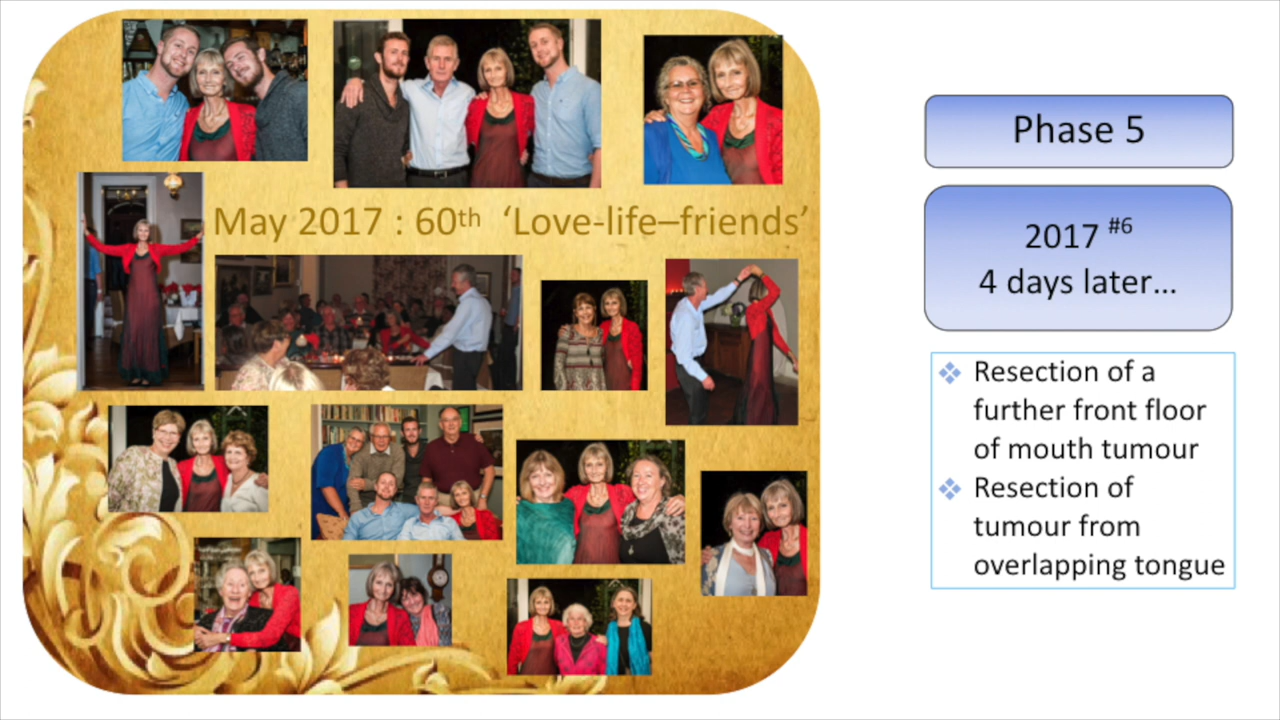 May 2017 : 60th ‘Love-life–friends’
Phase 5
2017 #6
4 days later...
❖ Resection of a
further front floor
of mouth tumour
❖ Resection of
tumour from
overlapping tongue